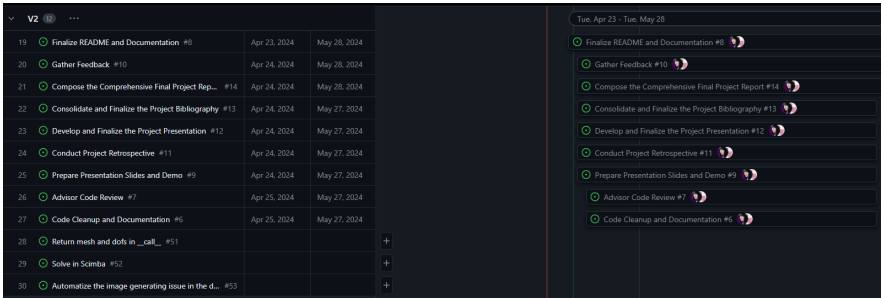 V2 12 ... Tue, Apr 23 - Tue, May 28
19 Finalize README and Documentation #8 Apr 23, 2024 May 28, 2024 Finalize README and Documentation #8
20 Gather Feedback #10 Apr 24, 2024 May 28, 2024 Gather Feedback #10
21 Compose the Comprehensive Final Project Rep... #14 Apr 24, 2024 May 28, 2024 Compose the Comprehensive Final Project Report #14
22 Consolidate and Finalize the Project Bibliography #13 Apr 24, 2024 May 27, 2024 Consolidate and Finalize the Project Bibliography #13
23 Develop and Finalize the Project Presentation #12 Apr 24, 2024 May 27, 2024 Develop and Finalize the Project Presentation #12
24 Conduct Project Retrospective #11 Apr 24, 2024 May 27, 2024 Conduct Project Retrospective #11
25 Prepare Presentation Slides and Demo #9 Apr 24, 2024 May 27, 2024 Prepare Presentation Slides and Demo #9
26 Advisor Code Review #7 Apr 25, 2024 May 27, 2024 Advisor Code Review #7
27 Code Cleanup and Documentation #6 Apr 25, 2024 May 27, 2024 Code Cleanup and Documentation #6
28 Return mesh and dofs in __call__ #51 +
29 Solve in Scimba #52 +
30 Automatize the image generating issue in the d... #53 +